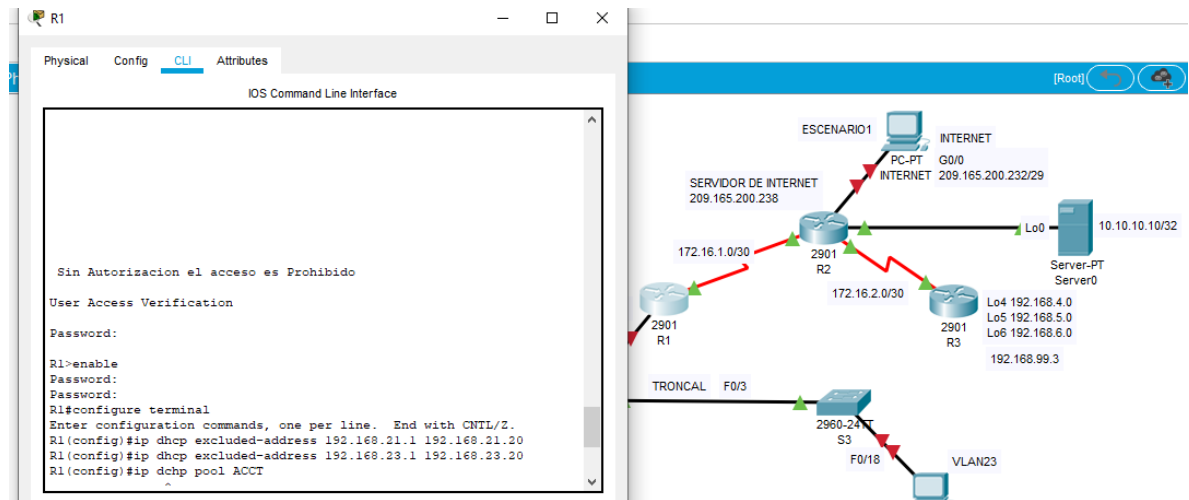 R1
Physical Config CLI Attributes
IOS Command Line Interface
Sin Autorizacion el acceso es Prohibido
User Access Verification
Password:
R1>enable
Password:
Password:
R1#configure terminal
Enter configuration commands, one per line. End with CNTL/Z.
R1(config)#ip dhcp excluded-address 192.168.21.1 192.168.21.20
R1(config)#ip dhcp excluded-address 192.168.23.1 192.168.23.20
R1(config)#ip dchp pool ACCT
^
[Root]
ESCENARIO1
INTERNET
PC-PT
G0/0
INTERNET
209.165.200.232/29
SERVIDOR DE INTERNET
209.165.200.238
Lo0
10.10.10.10/32
172.16.1.0/30
2901
R2
Server-PT
Server0
172.16.2.0/30
2901
R1
2901
R3
Lo4 192.168.4.0
Lo5 192.168.5.0
Lo6 192.168.6.0
192.168.99.3
TRONCAL F0/3
2960-24TT
S3
F0/18
VLAN23